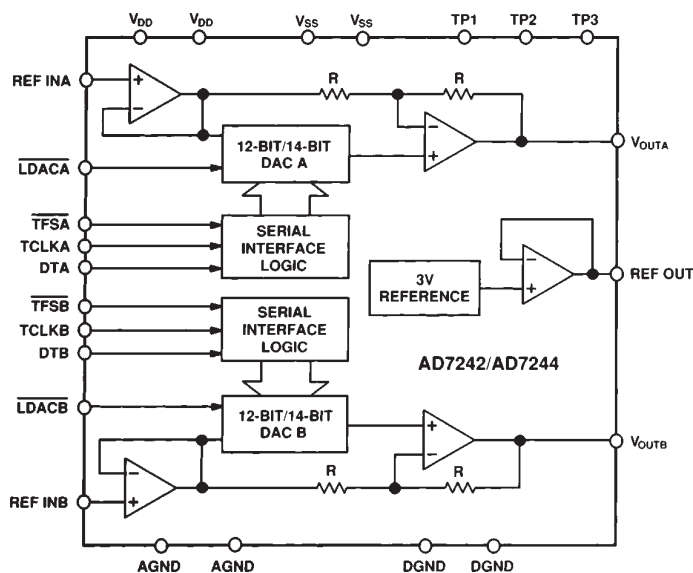 VDD VDD VSS VSS TP1 TP2 TP3
REF INA
R R
+
−
12-BIT/14-BIT
DAC A
−
+
VOUTA
LDACA
TFSA
TCLKA
DTA
SERIAL
INTERFACE
LOGIC
−
+
3V
REFERENCE
REF OUT
TFSB
TCLKB
DTB
SERIAL
INTERFACE
LOGIC
AD7242/AD7244
LDACB
12-BIT/14-BIT
DAC B
+
−
VOUTB
−
+
R R
REF INB
AGND AGND DGND DGND